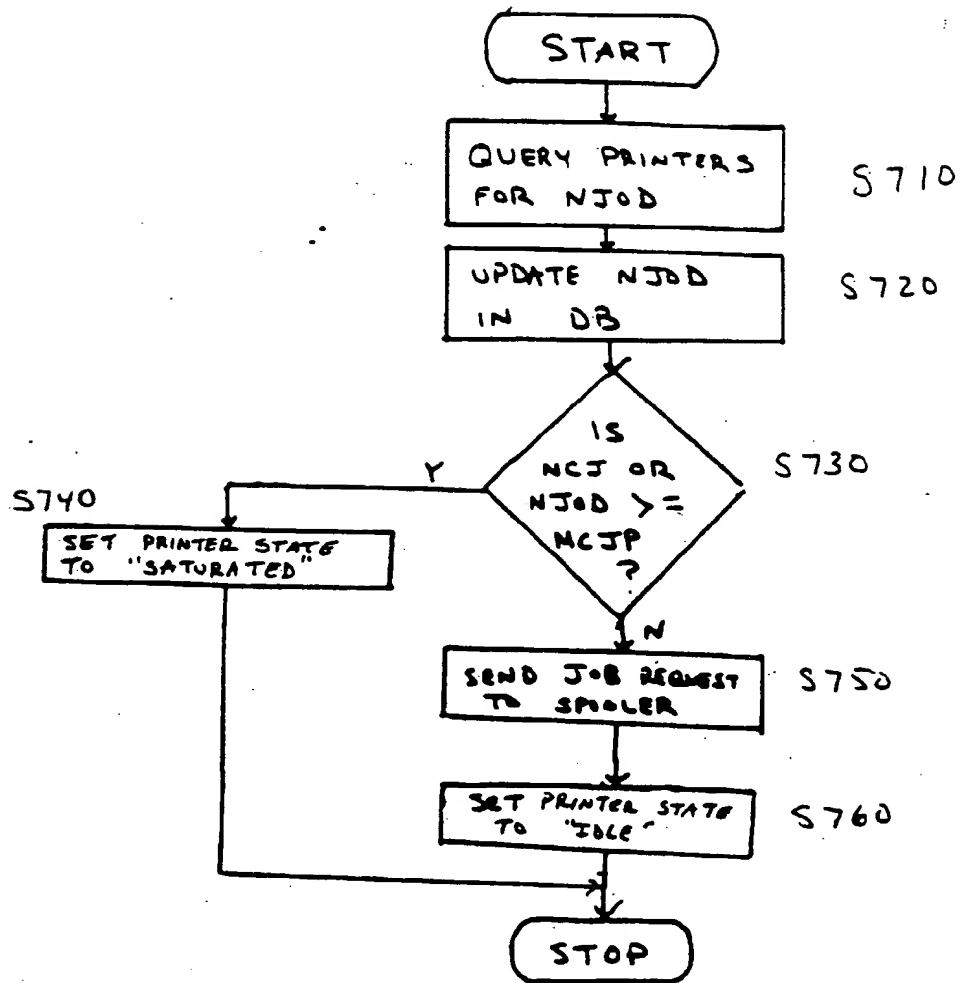 START
QUERY PRINTERS
FOR NJOD
S710
UPDATE NJOD
IN DB
S720
IS
NCJ OR
NJOD >=
MCJP
?
S730
Y
S740
SET PRINTER STATE
TO "SATURATED"
N
SEND JOB REQUEST
TO SPOOLER
S750
SET PRINTER STATE
TO "IDLE"
S760
STOP